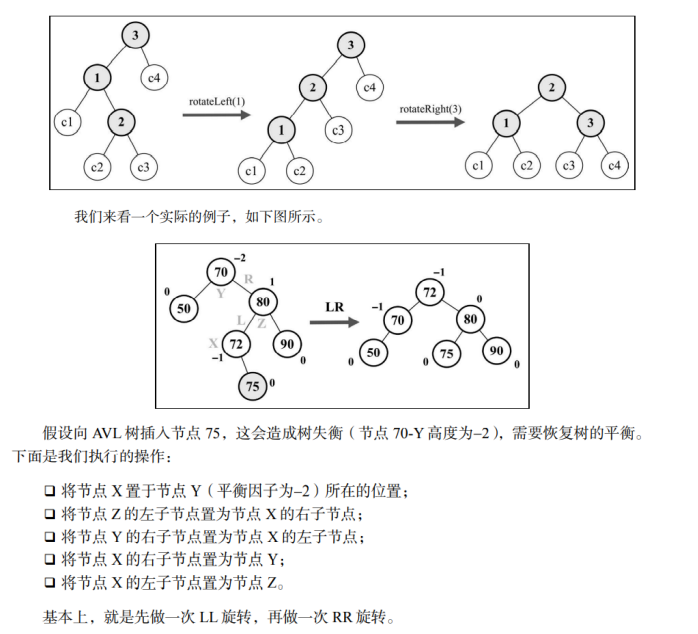 3
1
c4
c1
2
c2
c3
rotateLeft(1)
3
2
c4
1
c3
c1
c2
rotateRight(3)
2
1
3
c1
c2
c3
c4
我们来看一个实际的例子，如下图所示。
-2
70
R
1
0
Y
50
80
L
Z
X
72
-1
90
0
75
0
LR
-1
72
-1
0
70
80
50
0
75
0
90
0
假设向 AVL 树插入节点 75，这会造成树失衡（节点 70-Y 高度为–2），需要恢复树的平衡。
下面是我们执行的操作：
❑ 将节点 X 置于节点 Y（平衡因子为–2）所在的位置；
❑ 将节点 Z 的左子节点置为节点 X 的右子节点；
❑ 将节点 Y 的右子节点置为节点 X 的左子节点；
❑ 将节点 X 的右子节点置为节点 Y；
❑ 将节点 X 的左子节点置为节点 Z。
基本上，就是先做一次 LL 旋转，再做一次 RR 旋转。